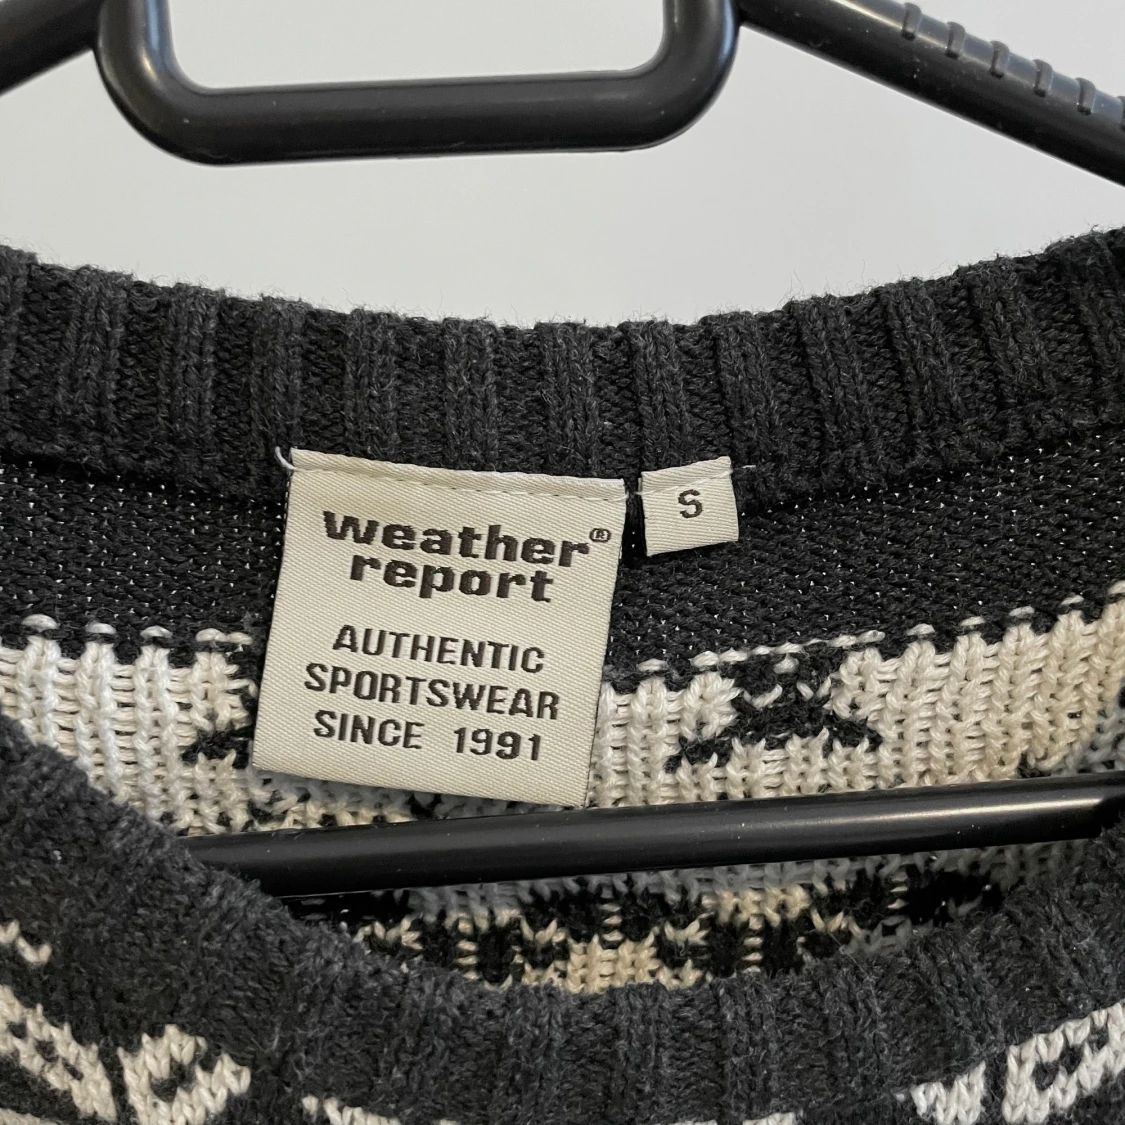 weather®
report
AUTHENTIC
SPORTSWEAR
SINCE 1991
S